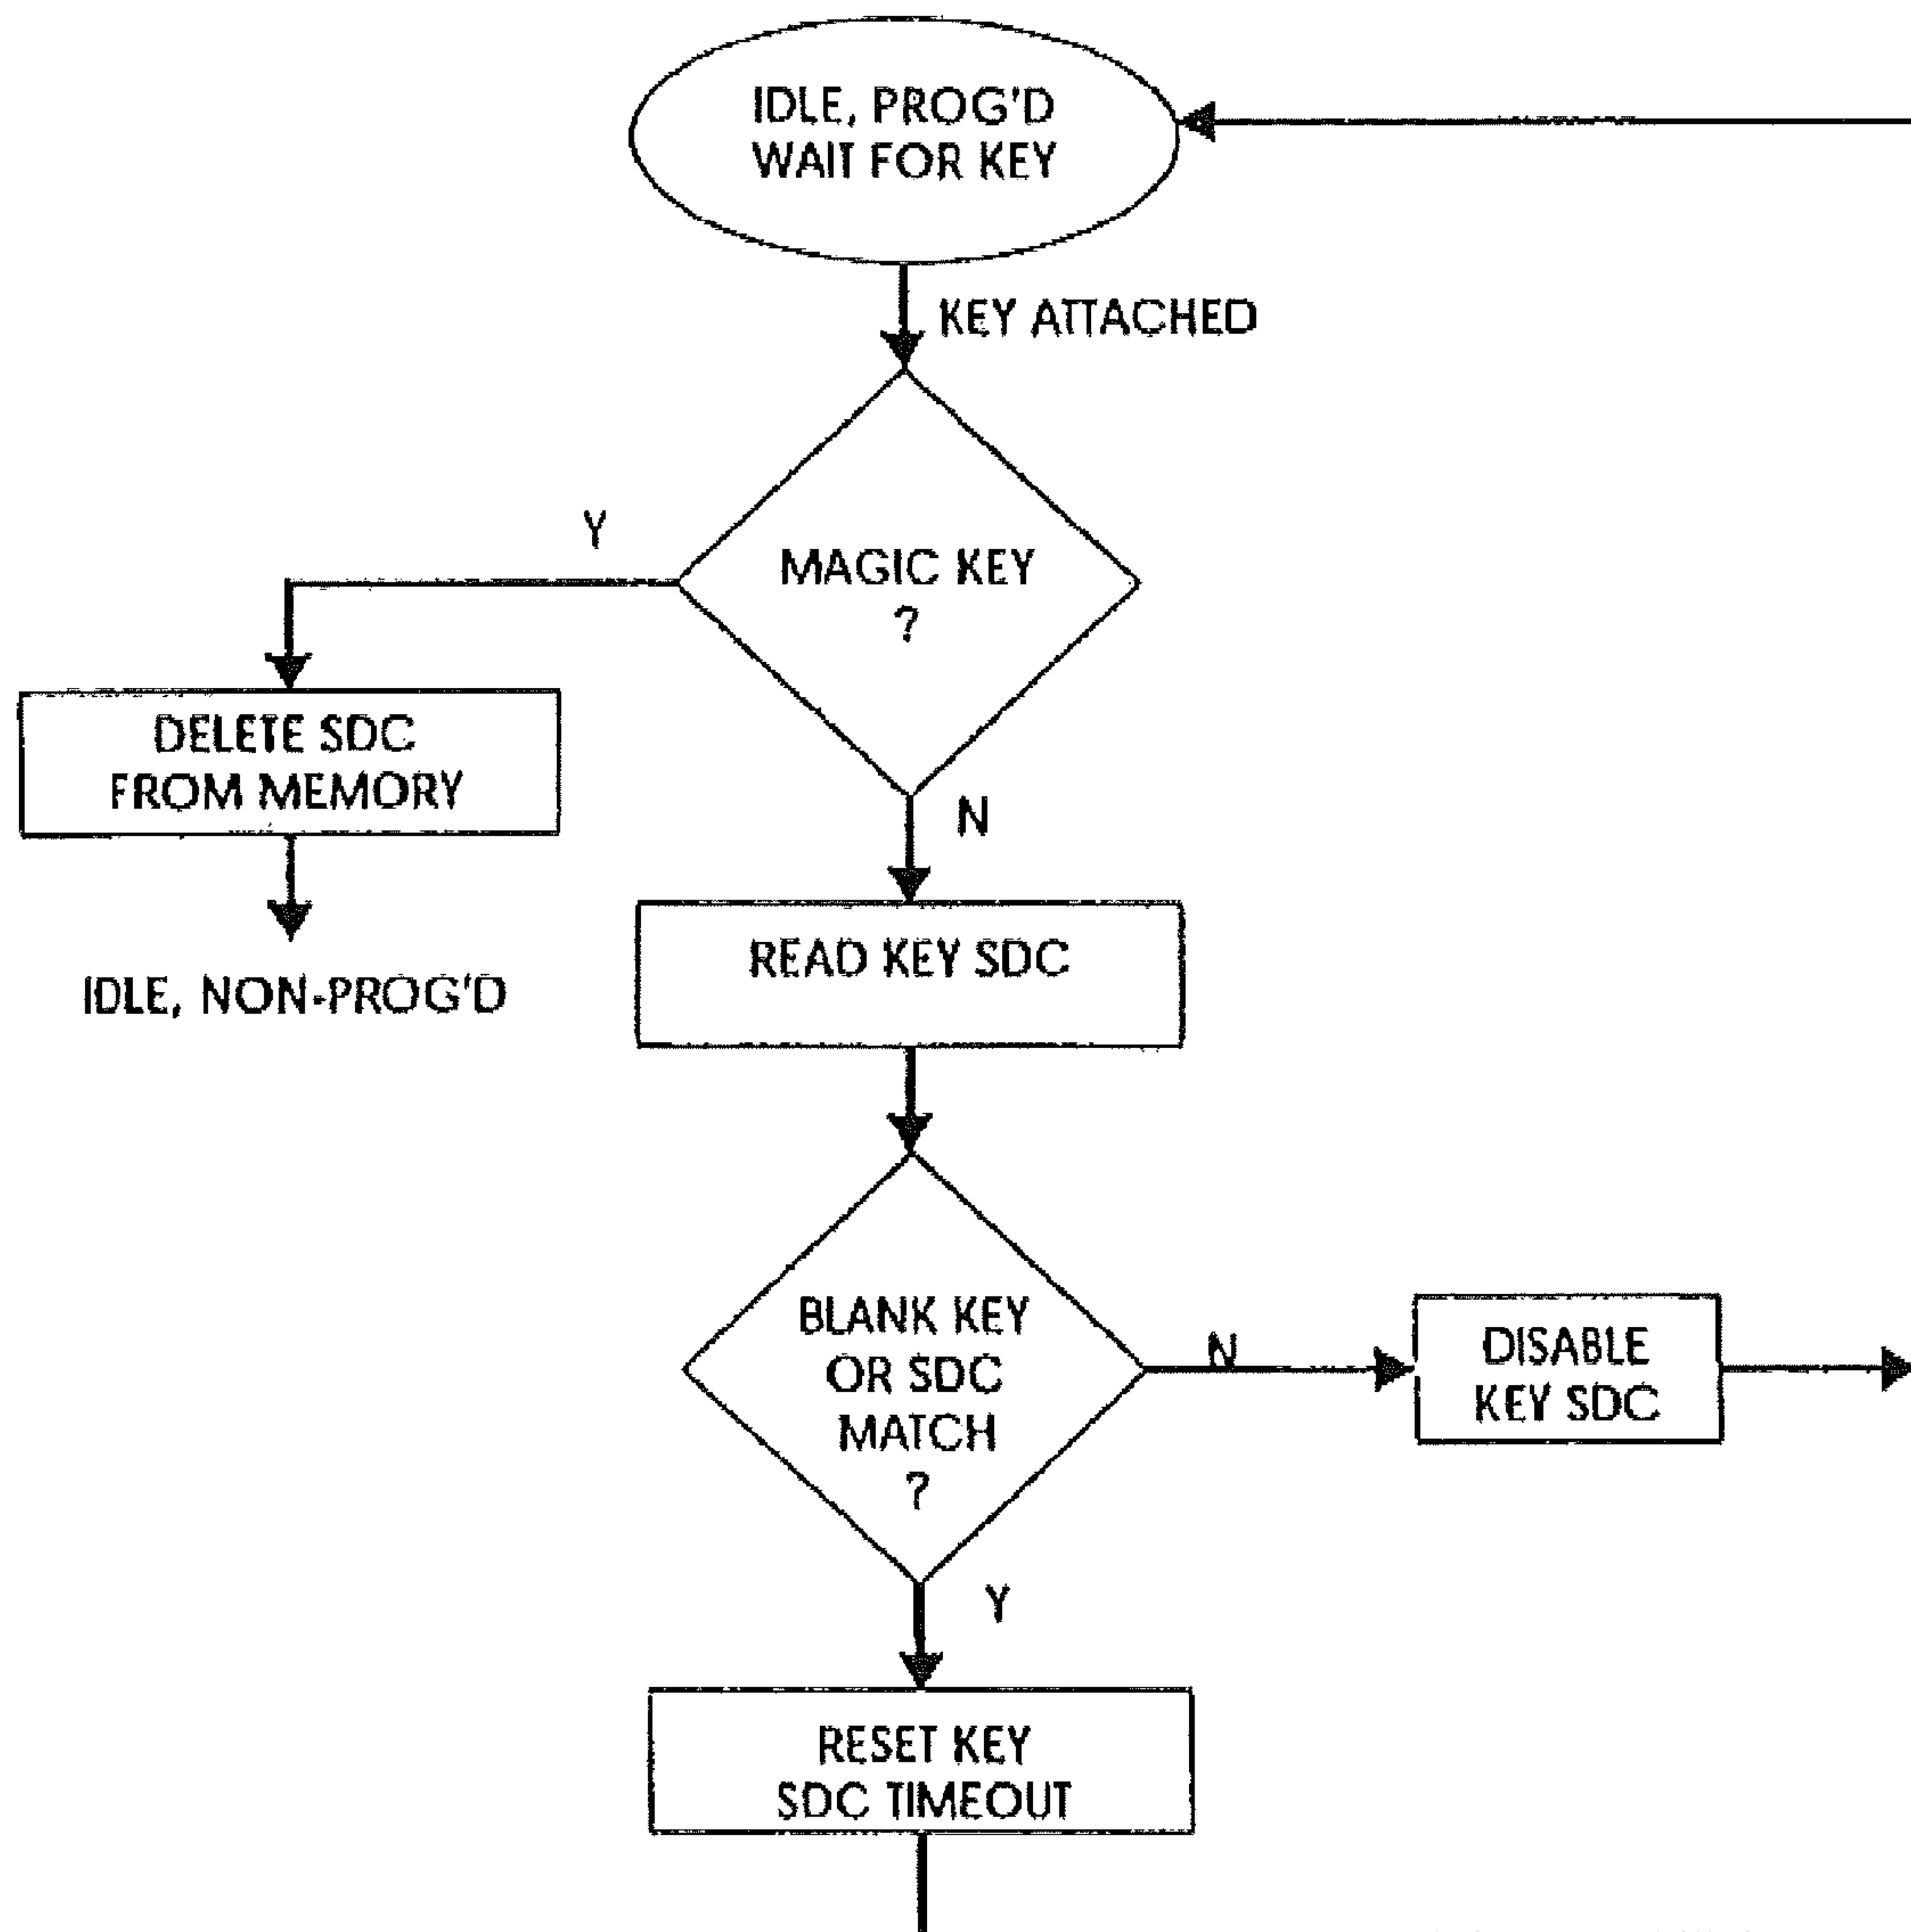 IDLE, PROG'D
WAIT FOR KEY
KEY ATTACHED
Y
MAGIC KEY
?
DELETE SDC
FROM MEMORY
N
IDLE, NON-PROG'D
READ KEY SDC
BLANK KEY
OR SDC
MATCH
?
N
DISABLE
KEY SDC
Y
RESET KEY
SDC TIMEOUT